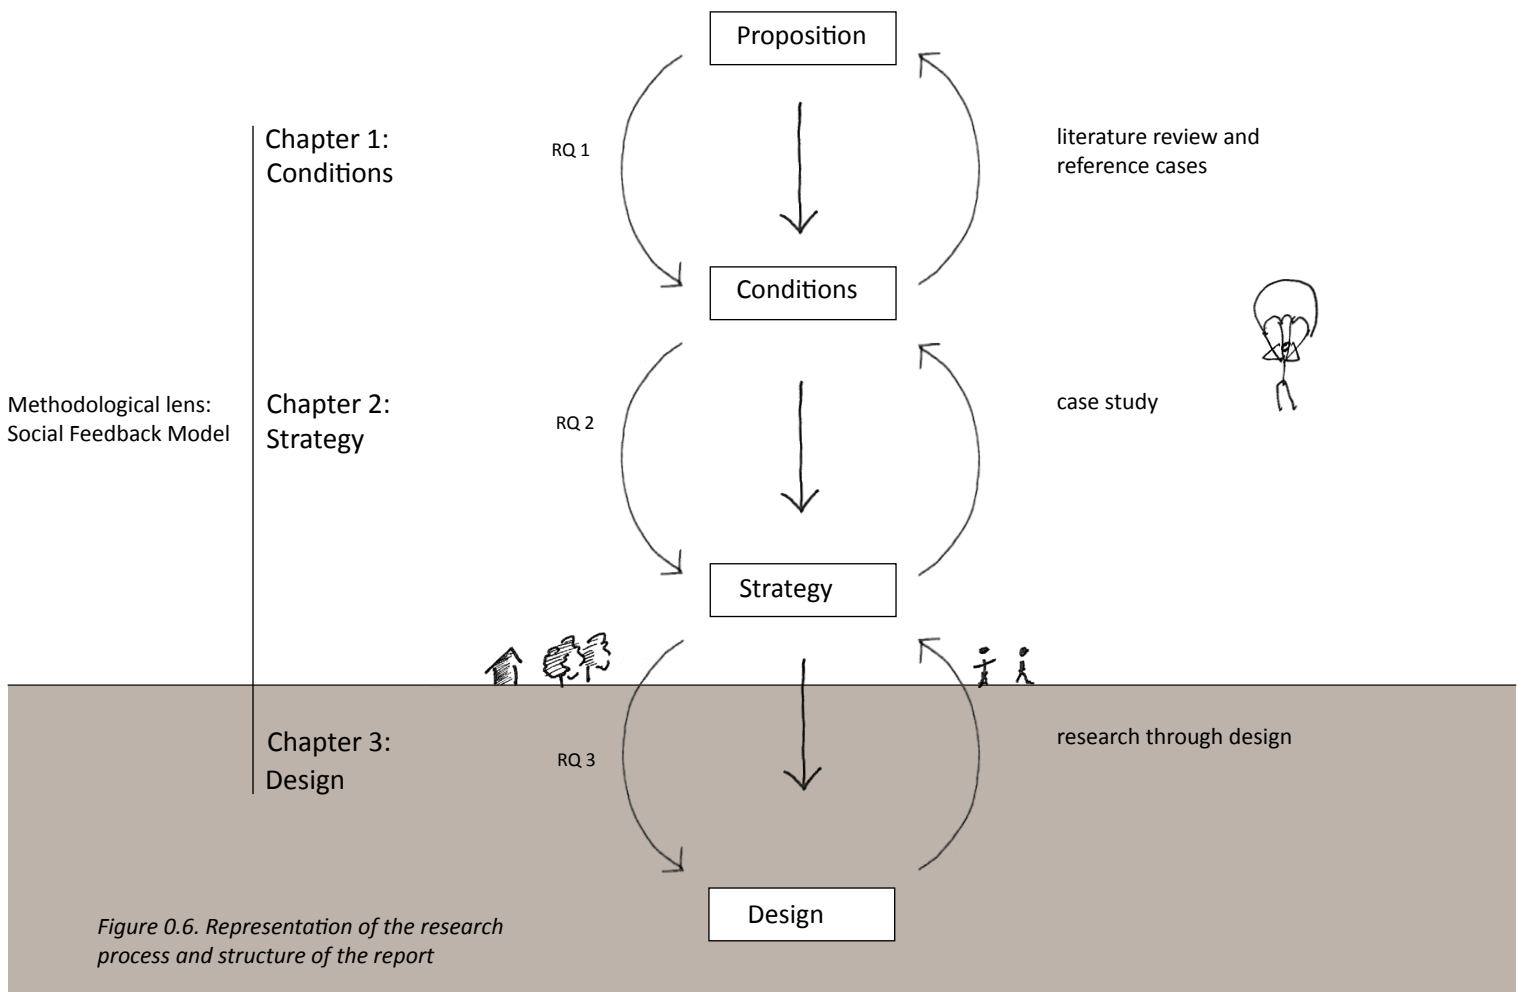 Proposition
Chapter 1:
Conditions
RQ 1
literature review and
reference cases
Conditions
Methodological lens:
Social Feedback Model
Chapter 2:
Strategy
RQ 2
case study
Strategy
Chapter 3:
Design
RQ 3
research through design
Design
Figure 0.6. Representation of the research
process and structure of the report